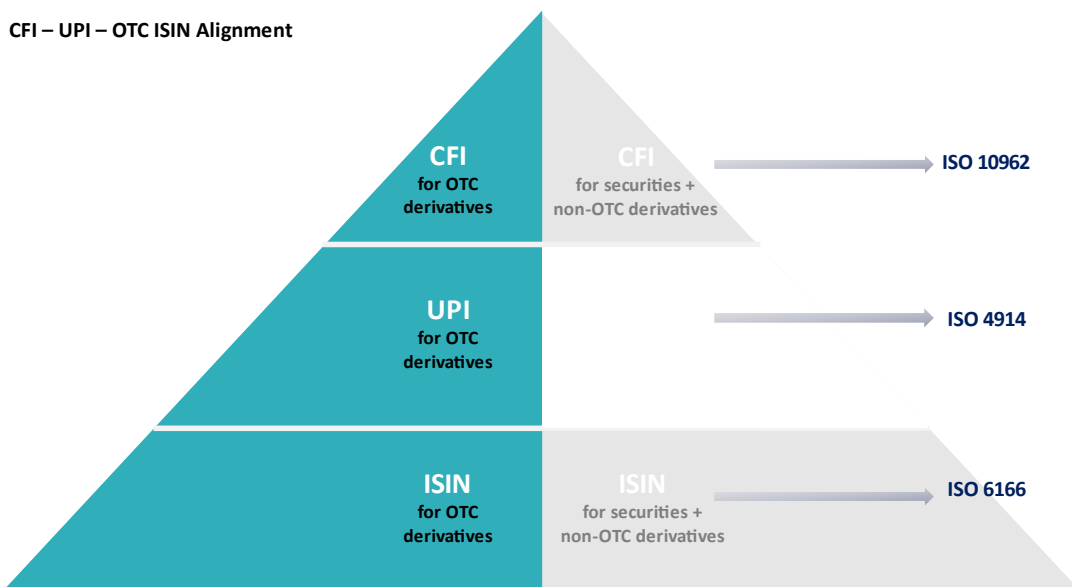 CFI – UPI – OTC ISIN Alignment
CFI
for OTC
derivatives
CFI
for securities +
non-OTC derivatives
ISO 10962
UPI
for OTC
derivatives
ISO 4914
ISIN
for OTC
derivatives
ISIN
for securities +
non-OTC derivatives
ISO 6166